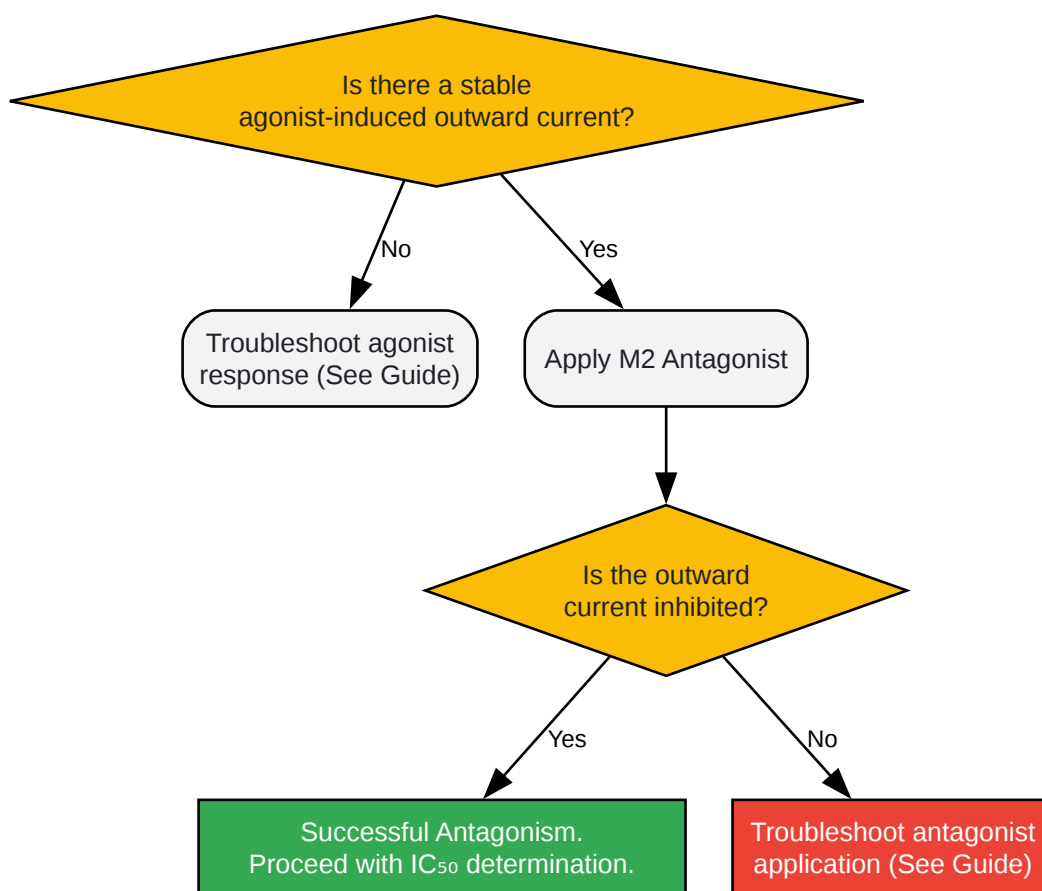 Is there a stable
agonist-induced outward current?
No
Yes
Troubleshoot agonist
response (See Guide)
Apply M2 Antagonist
Is the outward
current inhibited?
Yes
No
Successful Antagonism.
Proceed with IC₅₀ determination.
Troubleshoot antagonist
application (See Guide)